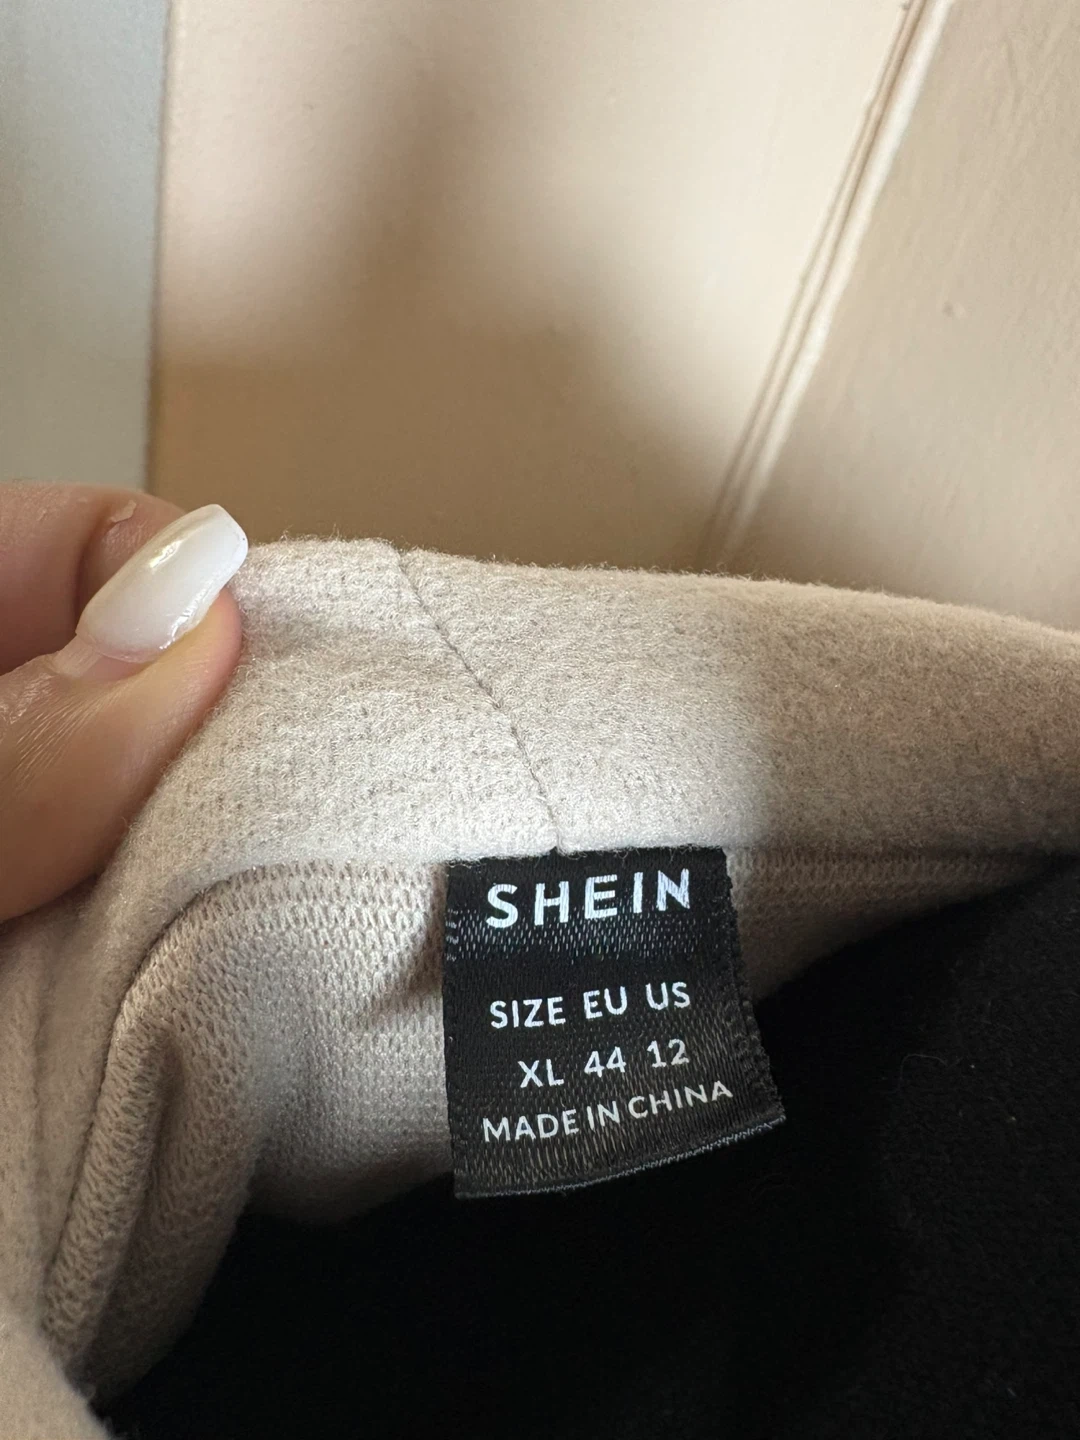 SHEIN
SIZE EU US
XL 44 12
MADE IN CHINA